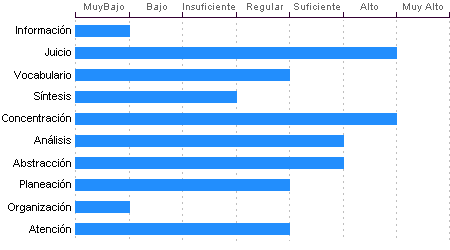 MuyBajo Bajo Insuficiente Regular Suficiente Alto Muy Alto
Información
Juicio
Vocabulario
Síntesis
Concentración
Análisis
Abstracción
Planeación
Organización
Atención